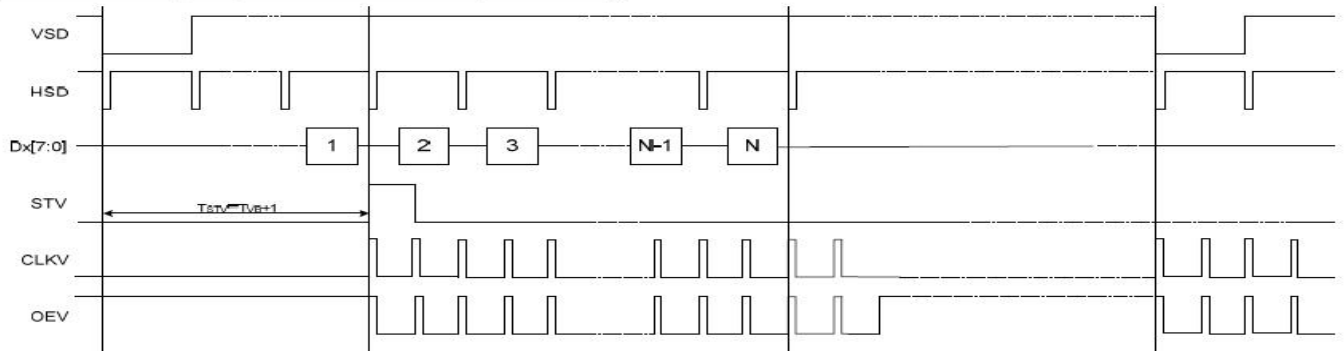 VSD
HSD
Dx[7:0] 1 2 3 N-1 N
STV
TSTV=TVB+1
CLKV
OEV